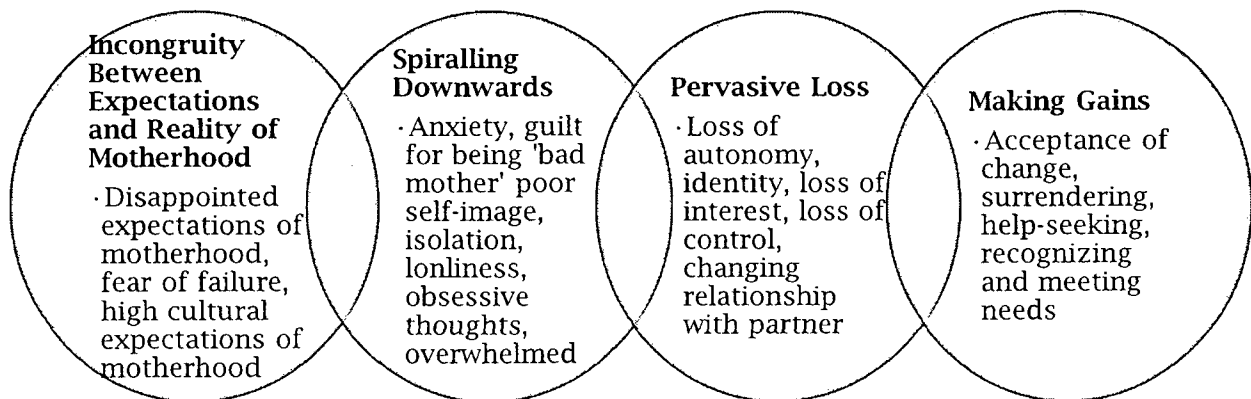 Incongruity
Between
Expectations
and Reality of
Motherhood
·Disappointed
expectations of
motherhood,
fear of failure,
high cultural
expectations of
motherhood
Spiralling
Downwards
·Anxiety, guilt
for being 'bad
mother' poor
self-image,
isolation,
lonliness,
obsessive
thoughts,
overwhelmed
Pervasive Loss
·Loss of
autonomy,
identity, loss of
interest, loss of
control,
changing
relationship
with partner
Making Gains
·Acceptance of
change,
surrendering,
help-seeking,
recognizing
and meeting
needs